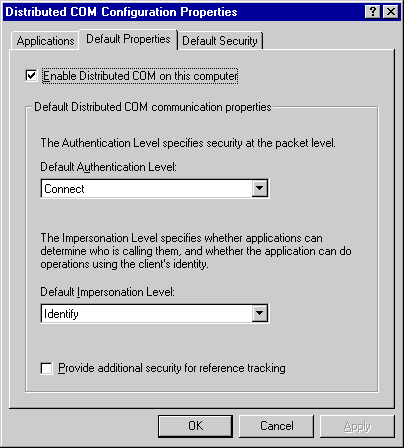 Distributed COM Configuration Properties
Applications Default Properties Default Security
Enable Distributed COM on this computer
Default Distributed COM communication properties
The Authentication Level specifies security at the packet level.
Default Authentication Level:
Connect
The Impersonation Level specifies whether applications can
determine who is calling them, and whether the application can do
operations using the client's identity.
Default Impersonation Level:
Identify
Provide additional security for reference tracking
OK Cancel Apply